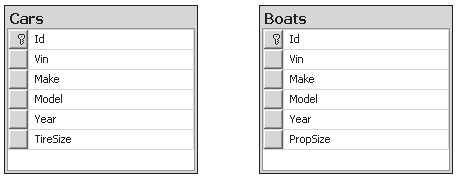 Cars
Id
Vin
Make
Model
Year
TireSize
Boats
Id
Vin
Make
Model
Year
PropSize